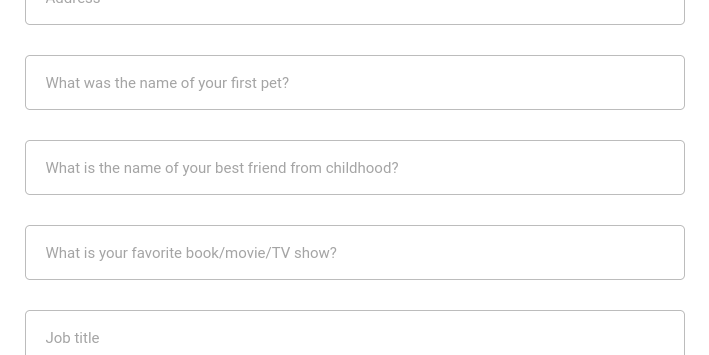 Address
What was the name of your first pet?
What is the name of your best friend from childhood?
What is your favorite book/movie/TV show?
Job title